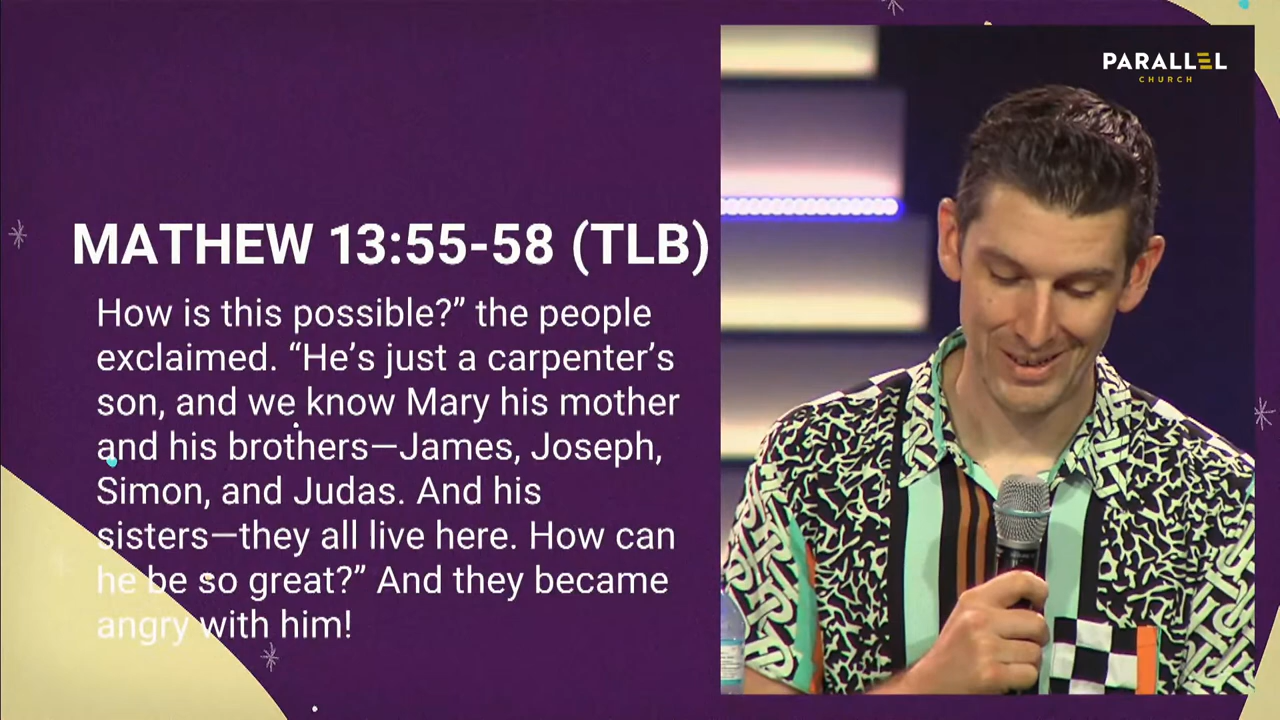 MATHEW 13:55-58 (TLB)
How is this possible?” the people
exclaimed. “He’s just a carpenter’s
son, and we know Mary his mother
and his brothers—James, Joseph,
Simon, and Judas. And his
sisters—they all live here. How can
he be so great?” And they became
angry with him!
PARALLEL
CHURCH